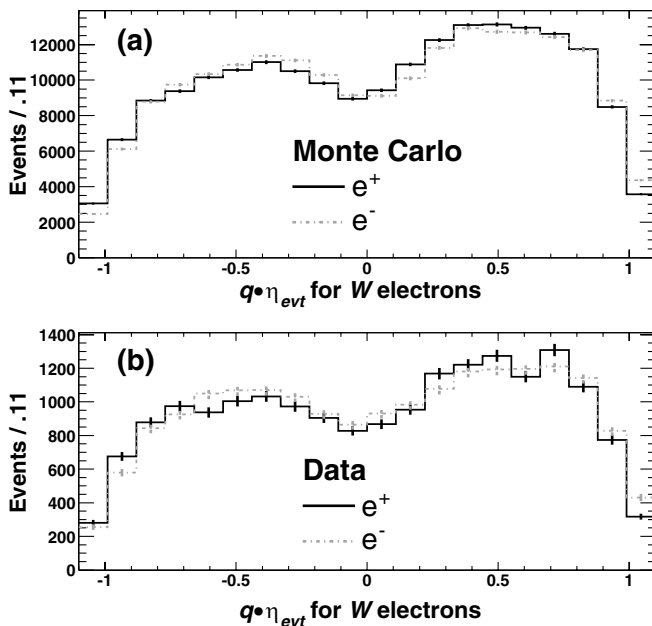 (a)
12000
10000
8000
6000
4000
2000
0
Events / .11
Monte Carlo
e+
e-
-1 -0.5 0 0.5 1
q•ηevt for W electrons
(b)
1400
1200
1000
800
600
400
200
0
Events / .11
Data
e+
e-
-1 -0.5 0 0.5 1
q•ηevt for W electrons